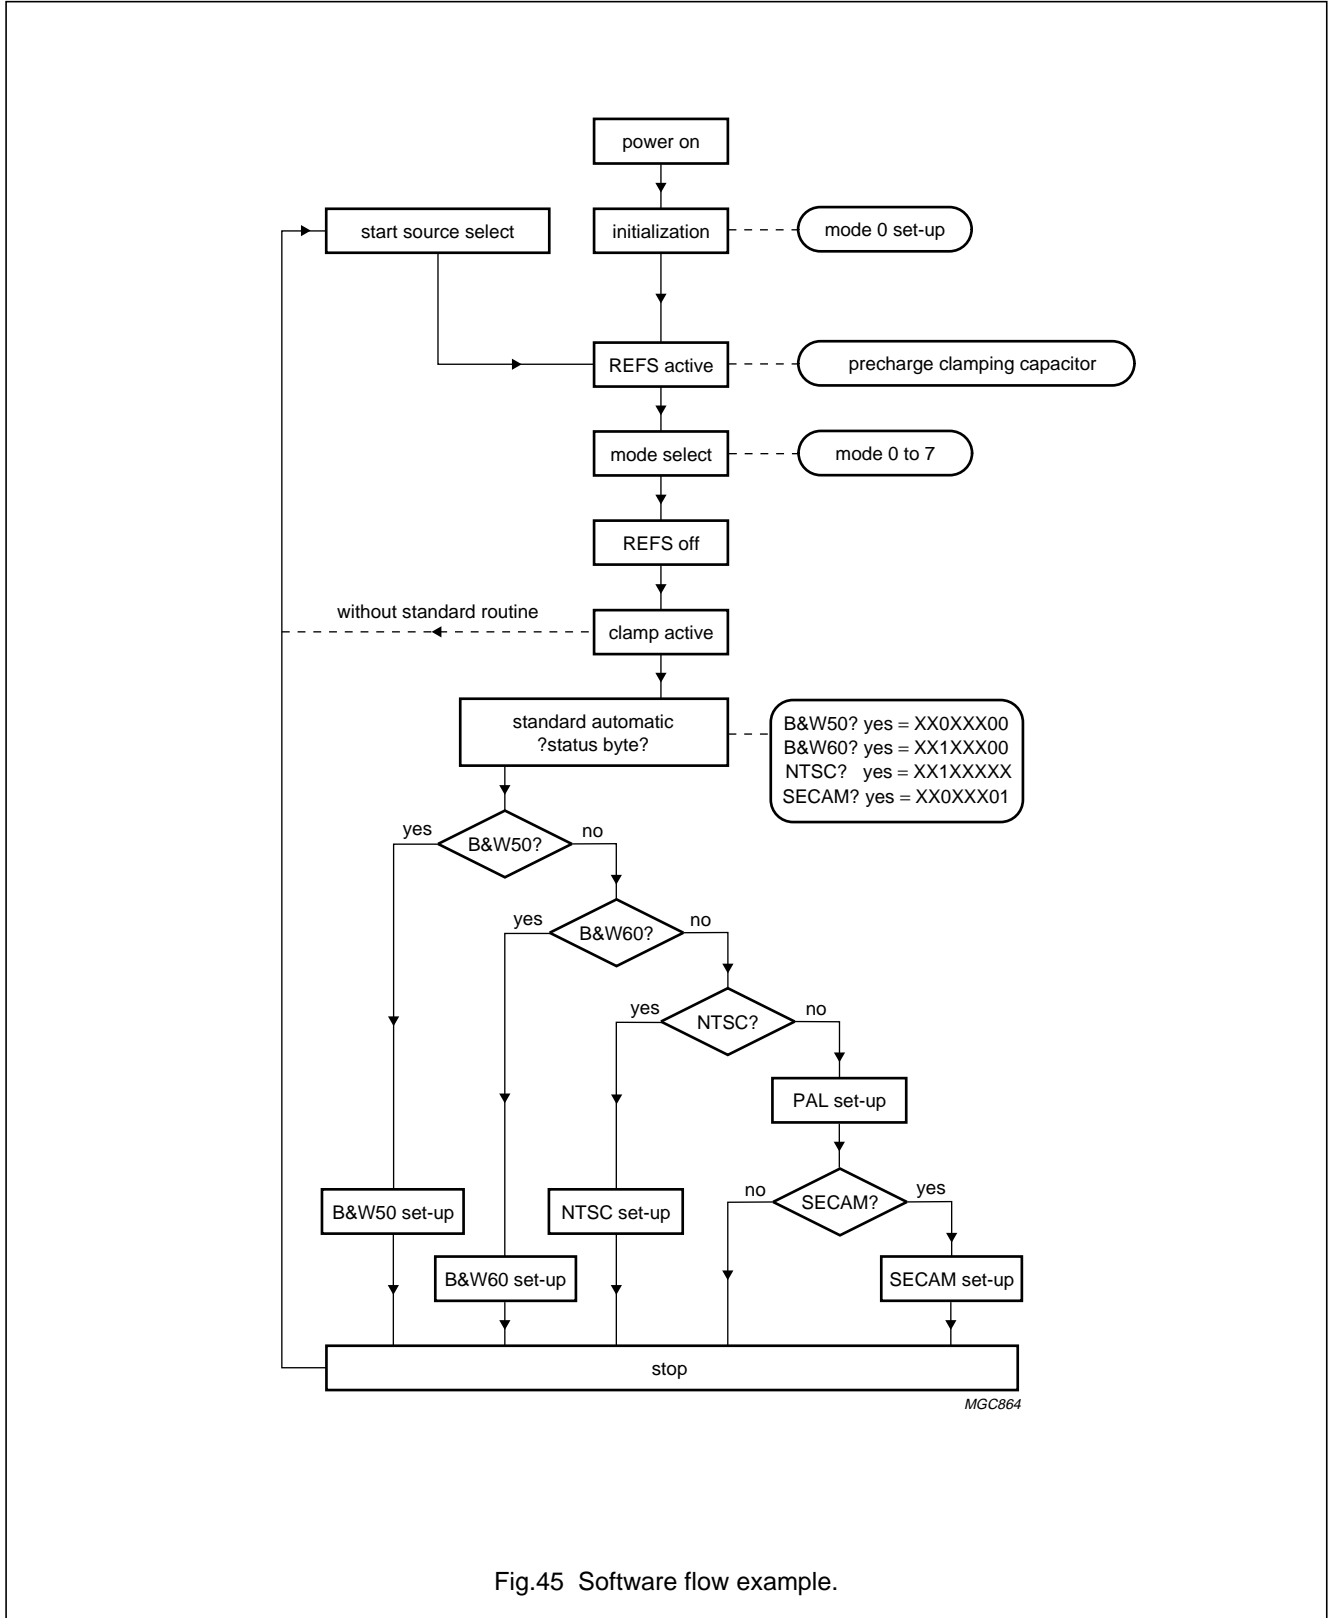 power on
start source select
initialization
mode 0 set-up
REFS active
precharge clamping capacitor
mode select
mode 0 to 7
REFS off
without standard routine
clamp active
standard automatic
?status byte?
B&W50? yes = XX0XXX00
B&W60? yes = XX1XXX00
NTSC? yes = XX1XXXXX
SECAM? yes = XX0XXX01
yes
B&W50?
no
yes
B&W60?
no
yes
NTSC?
no
PAL set-up
no
SECAM?
yes
B&W50 set-up
NTSC set-up
B&W60 set-up
SECAM set-up
stop
MGC864
Fig.45 Software flow example.